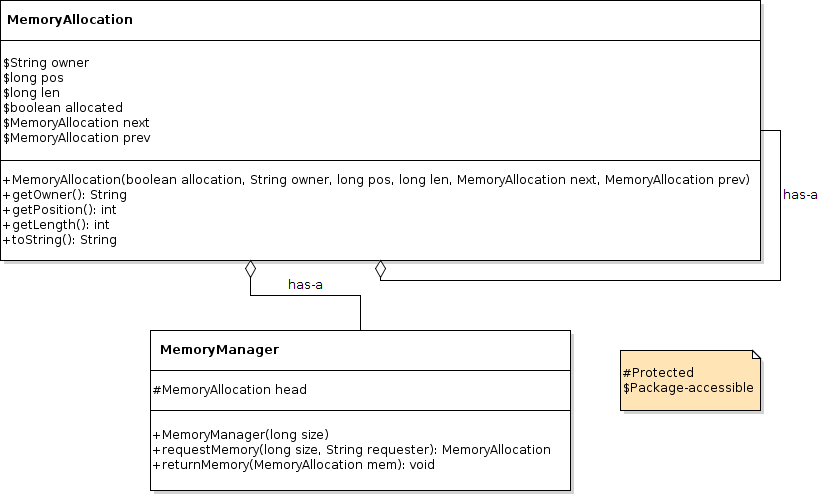 MemoryAllocation
$String owner
$long pos
$long len
$boolean allocated
$MemoryAllocation next
$MemoryAllocation prev
+MemoryAllocation(boolean allocation, String owner, long pos, long len, MemoryAllocation next, MemoryAllocation prev)
+getOwner(): String
+getPosition(): int
+getLength(): int
+toString(): String
has-a
has-a
MemoryManager
#MemoryAllocation head
+MemoryManager(long size)
+requestMemory(long size, String requester): MemoryAllocation
+returnMemory(MemoryAllocation mem): void
#Protected
$Package-accessible